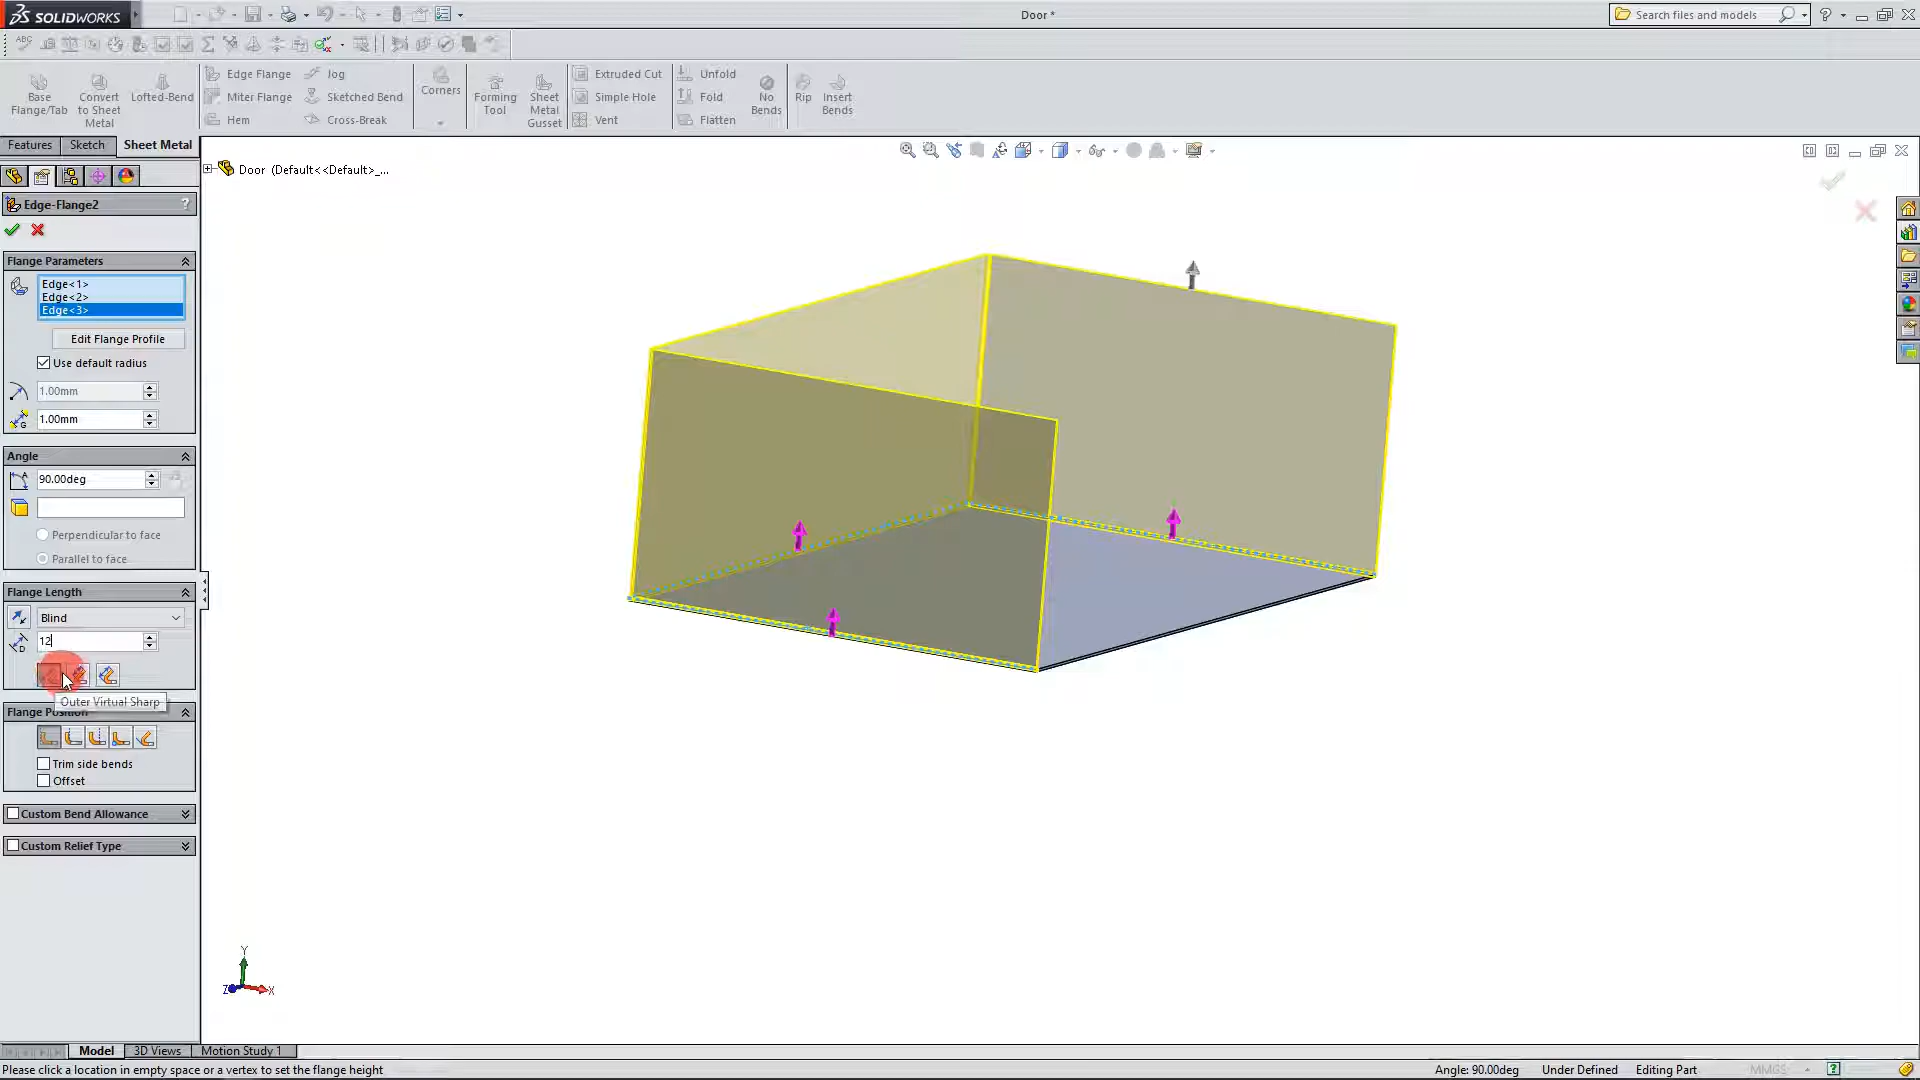 SOLIDWORKS
Door *
Search files and models
Base Flange/Tab
Convert to Sheet Metal
Lofted-Bend
Edge Flange
Miter Flange
Hem
Jog
Sketched Bend
Cross-Break
Corners
Forming Tool
Sheet Metal Gusset
Extruded Cut
Simple Hole
Vent
Unfold
Fold
Flatten
No Bends
Rip
Insert Bends
Features
Sketch
Sheet Metal
Door (Default<<Default>_...
Edge-Flange2
?
Flange Parameters
Edge<1>
Edge<2>
Edge<3>
Edit Flange Profile
Use default radius
1.00mm
1.00mm
Angle
90.00deg
Perpendicular to face
Parallel to face
Flange Length
Blind
12
Outer Virtual Sharp
Flange Position
Trim side bends
Offset
Custom Bend Allowance
Custom Relief Type
Y
Z
X
Model
3D Views
Motion Study 1
Please click a location in empty space or a vertex to set the flange height
Angle: 90.00deg
Under Defined
Editing Part
MMGS
?